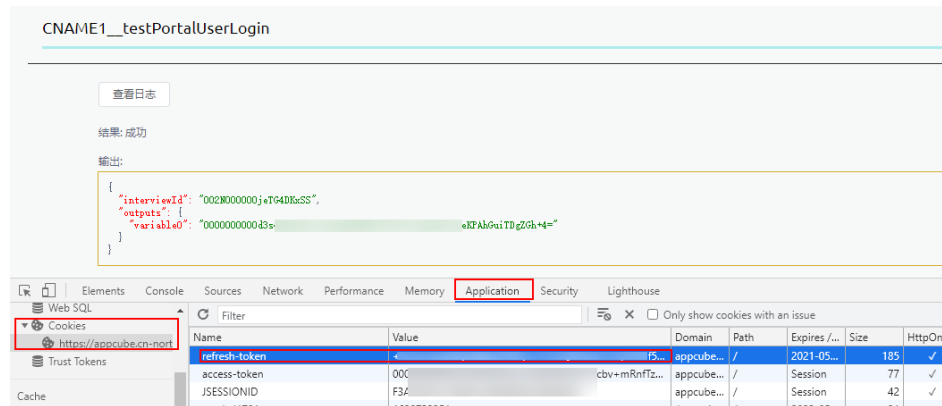 CNAME1__testPortalUserLogin
查看日志
结果: 成功
输出:
{
"interviewId": "002N000000jeTG4DKxSS",
"outputs": {
"variable0": "0000000000d3s eKPAhGuiTDgZGh+4="
}
}
Elements Console Sources Network Performance Memory Application Security Lighthouse
Web SQL
Filter
Only show cookies with an issue
Cookies
https://appcube.cn-nort
Trust Tokens
Cache
Name Value Domain Path Expires /... Size HttpOn
refresh-token f5... appcube... / 2021-05... 185 ✓
access-token 000 cbv+mRnfTz... appcube... / Session 77 ✓
JSESSIONID F3A appcube... / Session 42 ✓